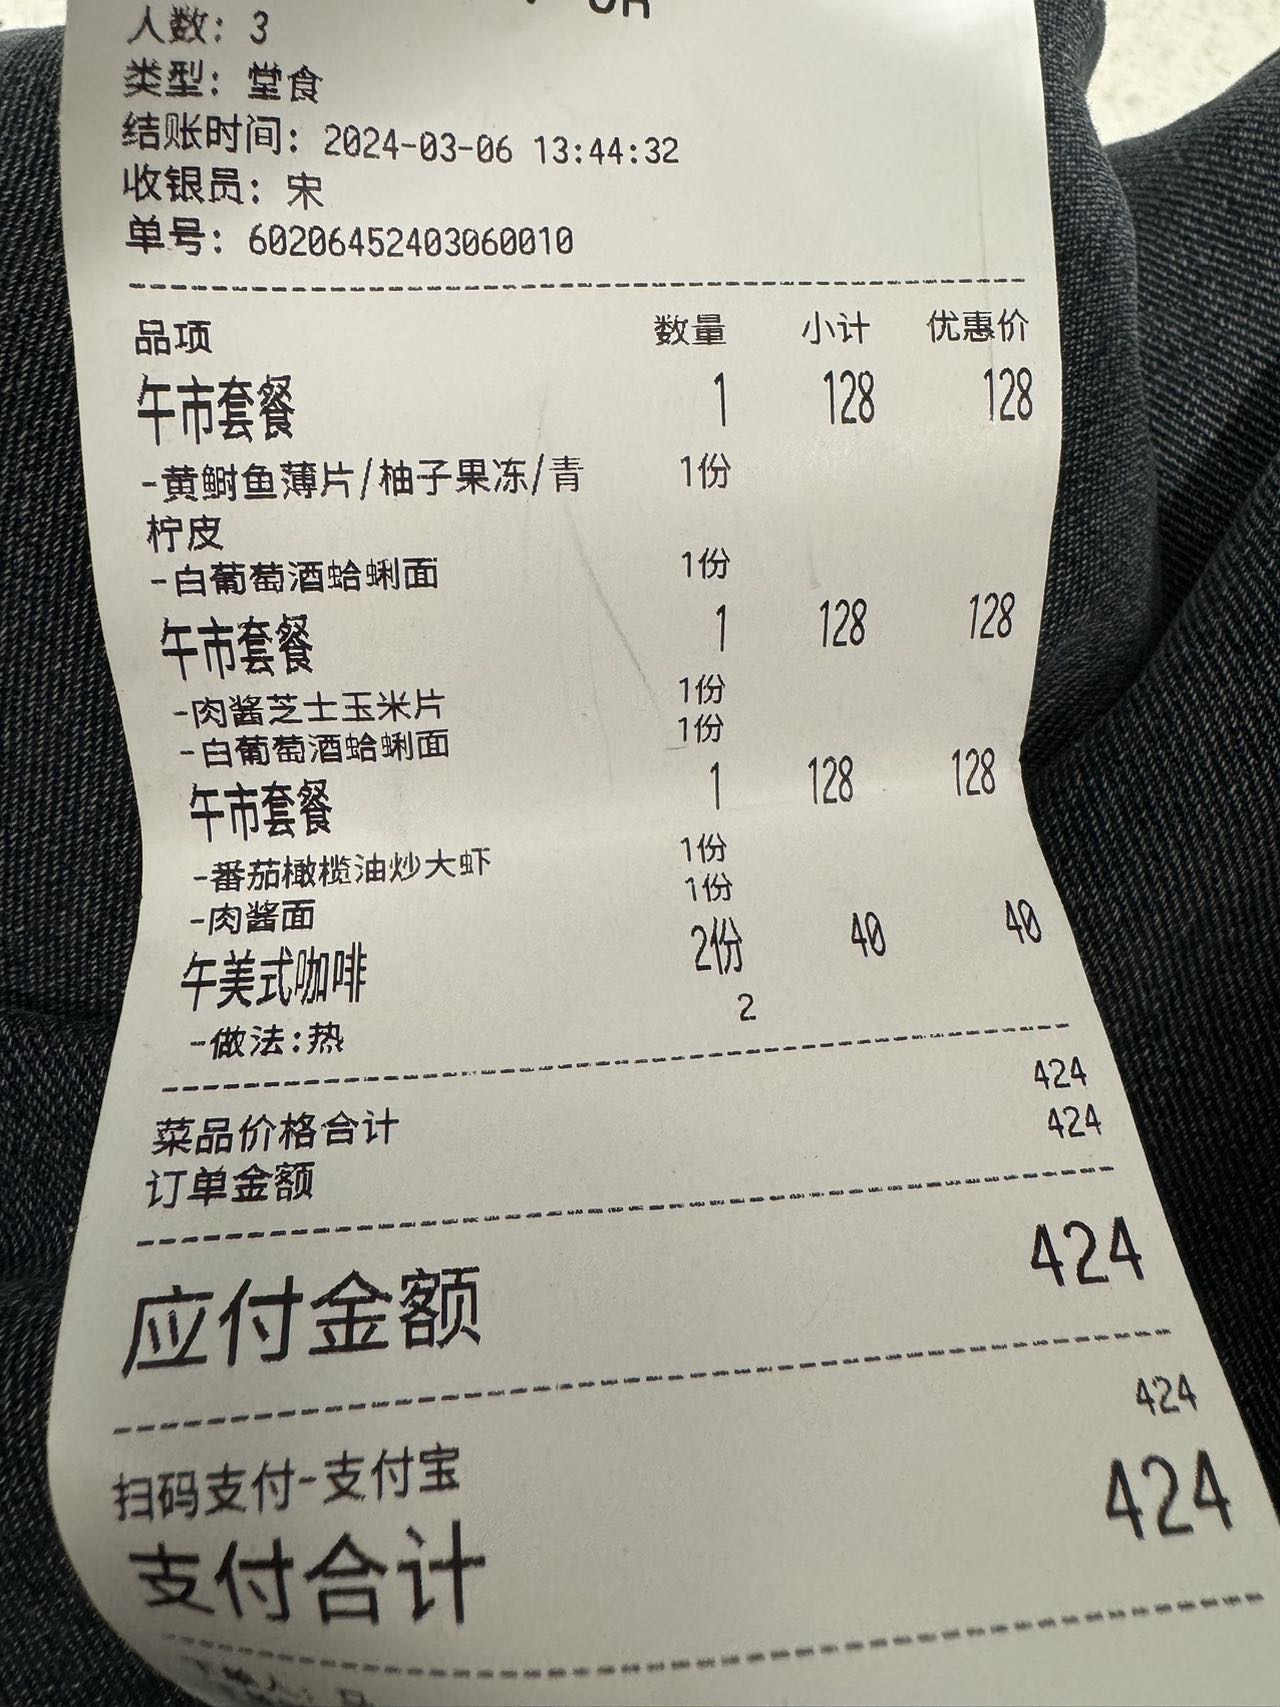 人数: 3
类型: 堂食
结账时间: 2024-03-06 13:44:32
收银员: 宋
单号: 60206452403060010
品项 数量 小计 优惠价
午市套餐 1 128 128
-黄鲥鱼薄片/柚子果冻/青 1份
柠皮
-白葡萄酒蛤蜊面 1份
午市套餐 1 128 128
-肉酱芝士玉米片 1份
-白葡萄酒蛤蜊面 1份
午市套餐 1 128 128
-番茄橄榄油炒大虾 1份
-肉酱面 1份
午美式咖啡 2份 40 40
-做法:热 2
菜品价格合计 424
订单金额 424
应付金额 424
扫码支付-支付宝 424
支付合计 424